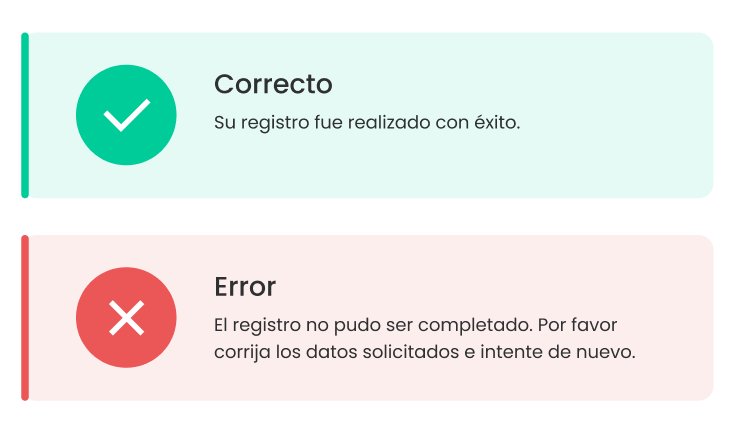 Correcto
Su registro fue realizado con éxito.
Error
El registro no pudo ser completado. Por favor
corrija los datos solicitados e intente de nuevo.